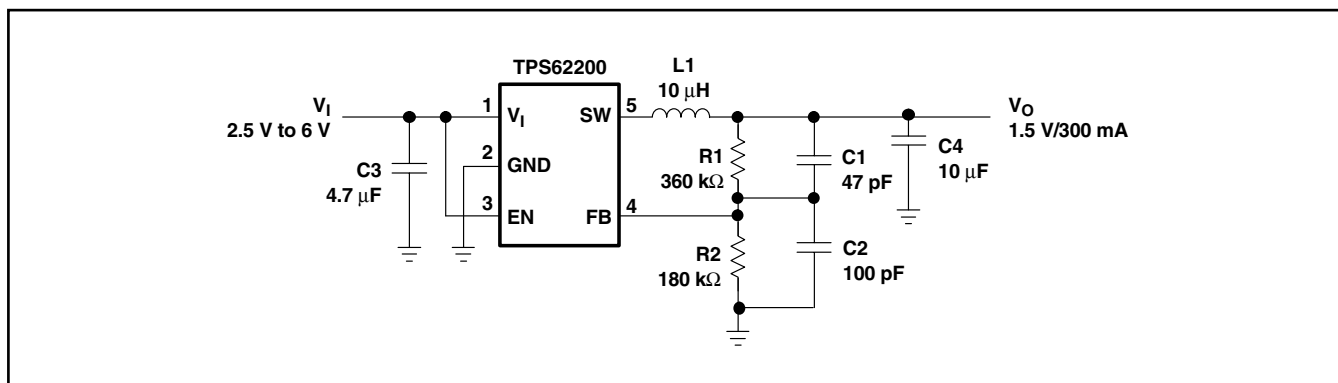 TPS62200
L1
10 μH
V_I
2.5 V to 6 V
1
V_I
SW
5
V_O
1.5 V/300 mA
C3
4.7 μF
2
GND
R1
360 kΩ
C1
47 pF
C4
10 μF
3
EN
FB
4
R2
180 kΩ
C2
100 pF